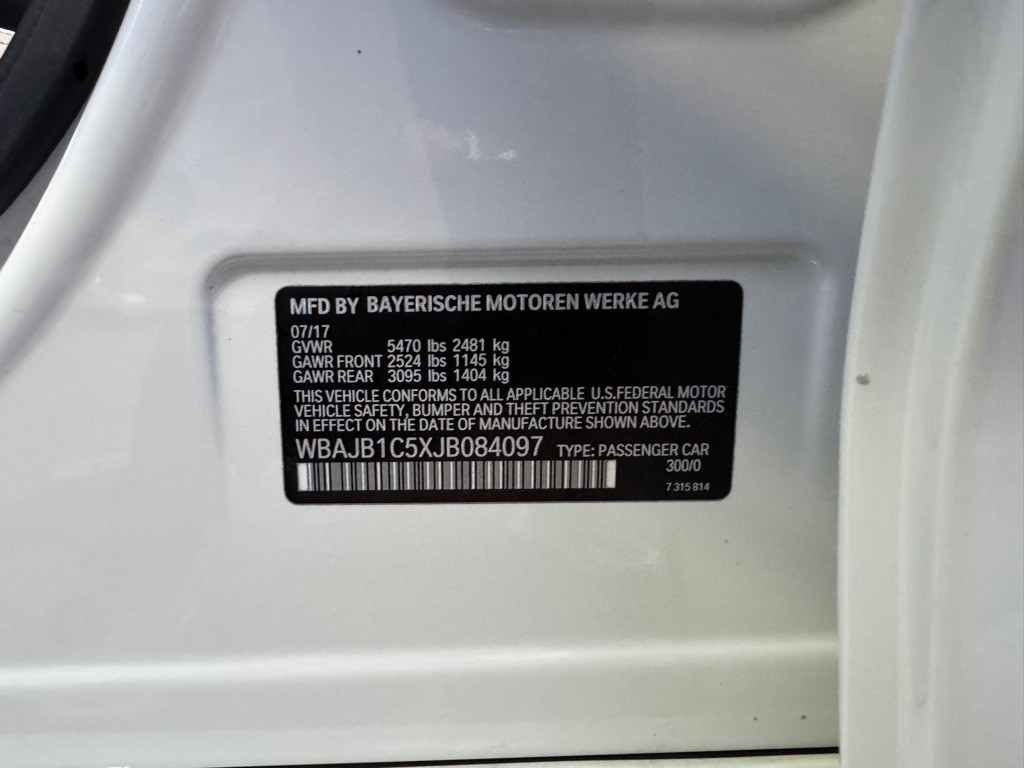 MFD BY BAYERISCHE MOTOREN WERKE AG
07/17
GVWR 5470 lbs 2481 kg
GAWR FRONT 2524 lbs 1145 kg
GAWR REAR 3095 lbs 1404 kg
THIS VEHICLE CONFORMS TO ALL APPLICABLE U.S.FEDERAL MOTOR
VEHICLE SAFETY, BUMPER AND THEFT PREVENTION STANDARDS
IN EFFECT ON THE DATE OF MANUFACTURE SHOWN ABOVE.
WBAJB1C5XJB084097 TYPE: PASSENGER CAR
300/0
7 315 814